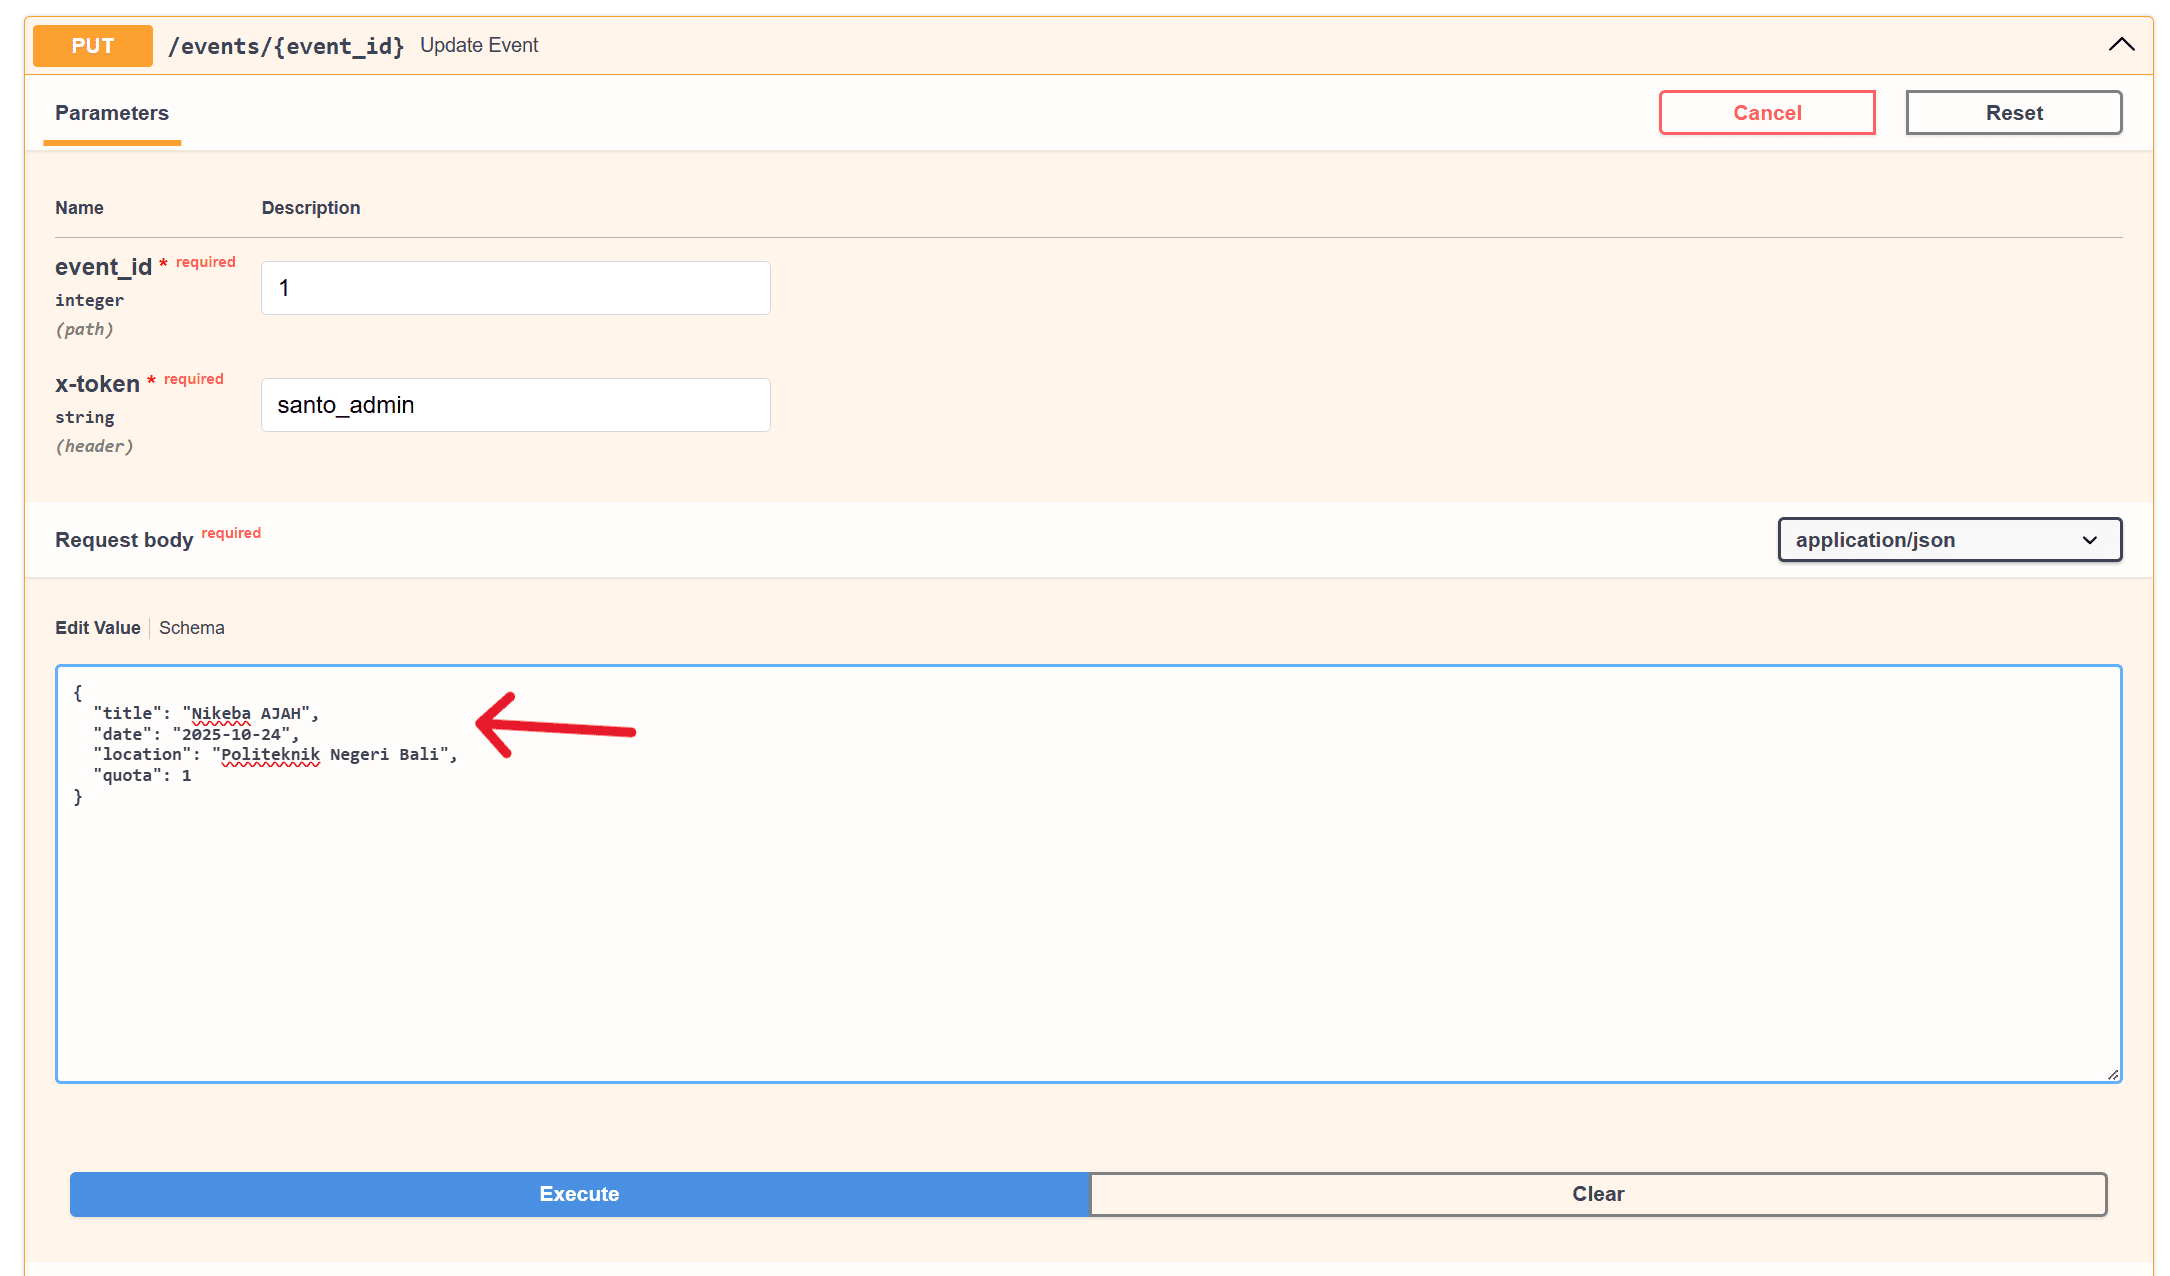 PUT /events/{event_id} Update Event
Parameters
Cancel
Reset
Name Description
event_id * required
integer
(path)
1
x-token * required
string
(header)
santo_admin
Request body required
application/json
Edit Value | Schema
{
  "title": "Nikeba AJAH",
  "date": "2025-10-24",
  "location": "Politeknik Negeri Bali",
  "quota": 1
}
Execute
Clear